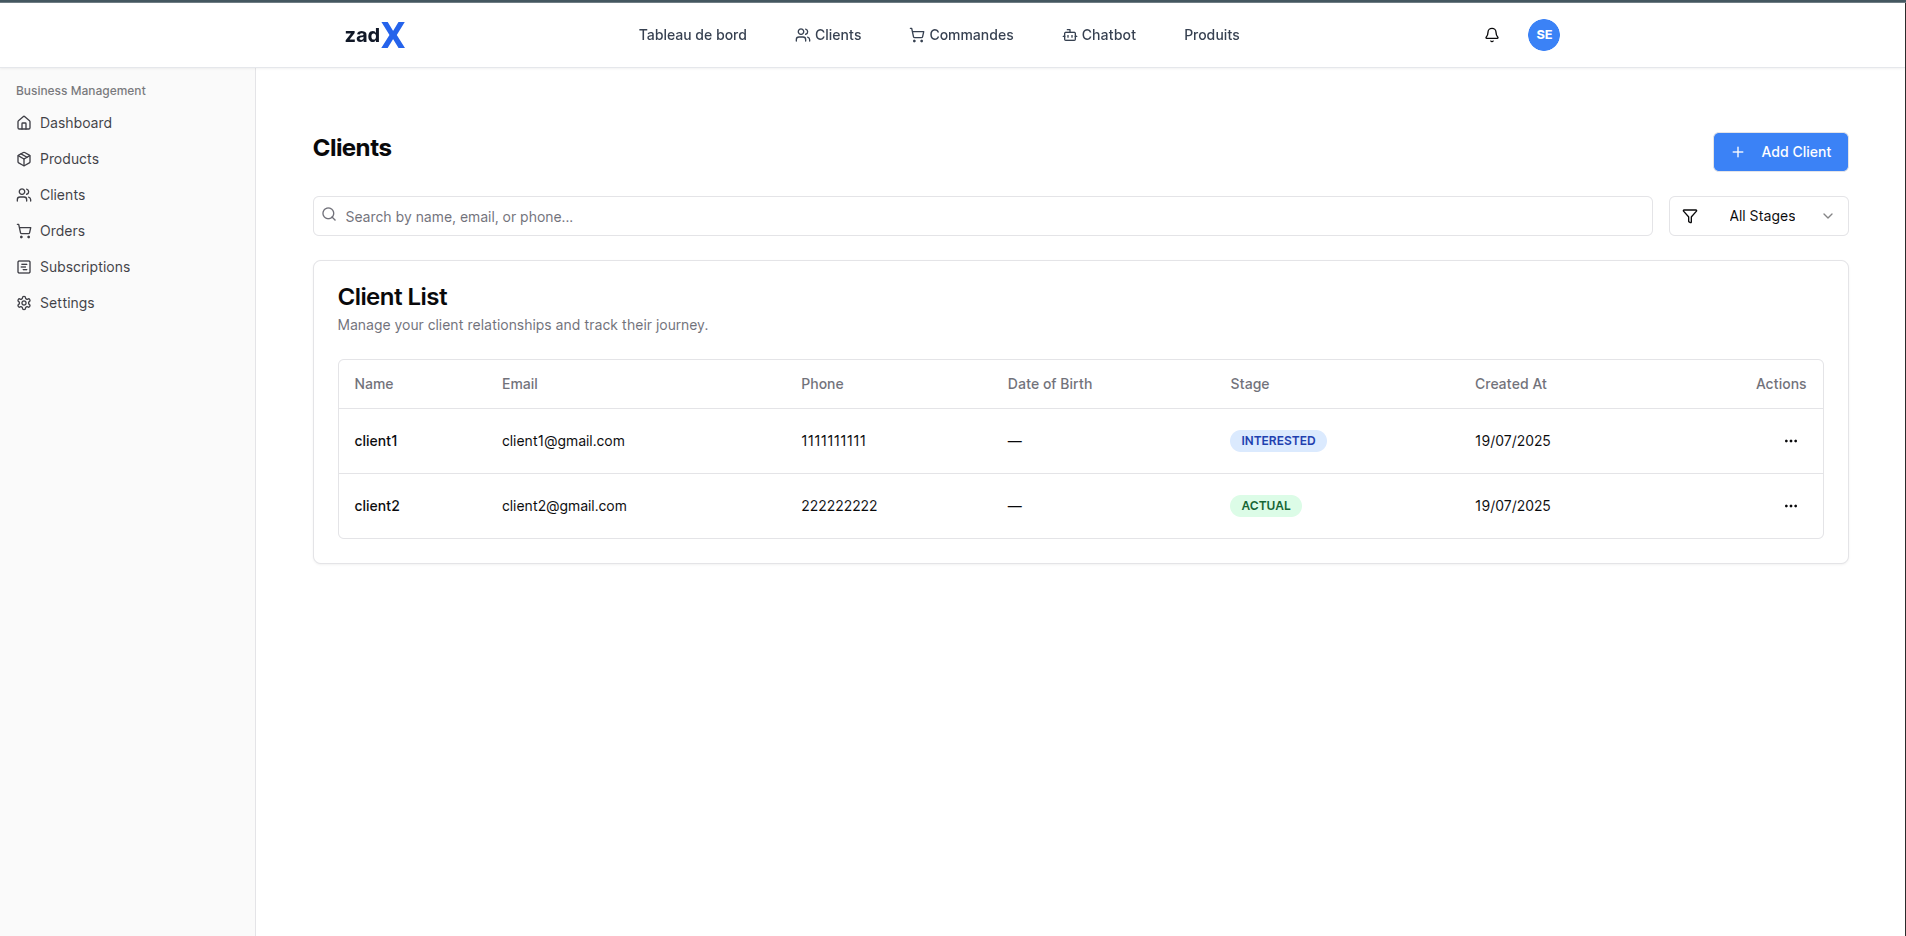 zadX
Tableau de bord
Clients
Commandes
Chatbot
Produits
SE
Business Management
Dashboard
Products
Clients
Orders
Subscriptions
Settings
Clients
Add Client
Search by name, email, or phone...
All Stages
Client List
Manage your client relationships and track their journey.
Name Email Phone Date of Birth Stage Created At Actions
client1 client1@gmail.com 1111111111 — INTERESTED 19/07/2025 ...
client2 client2@gmail.com 222222222 — ACTUAL 19/07/2025 ...